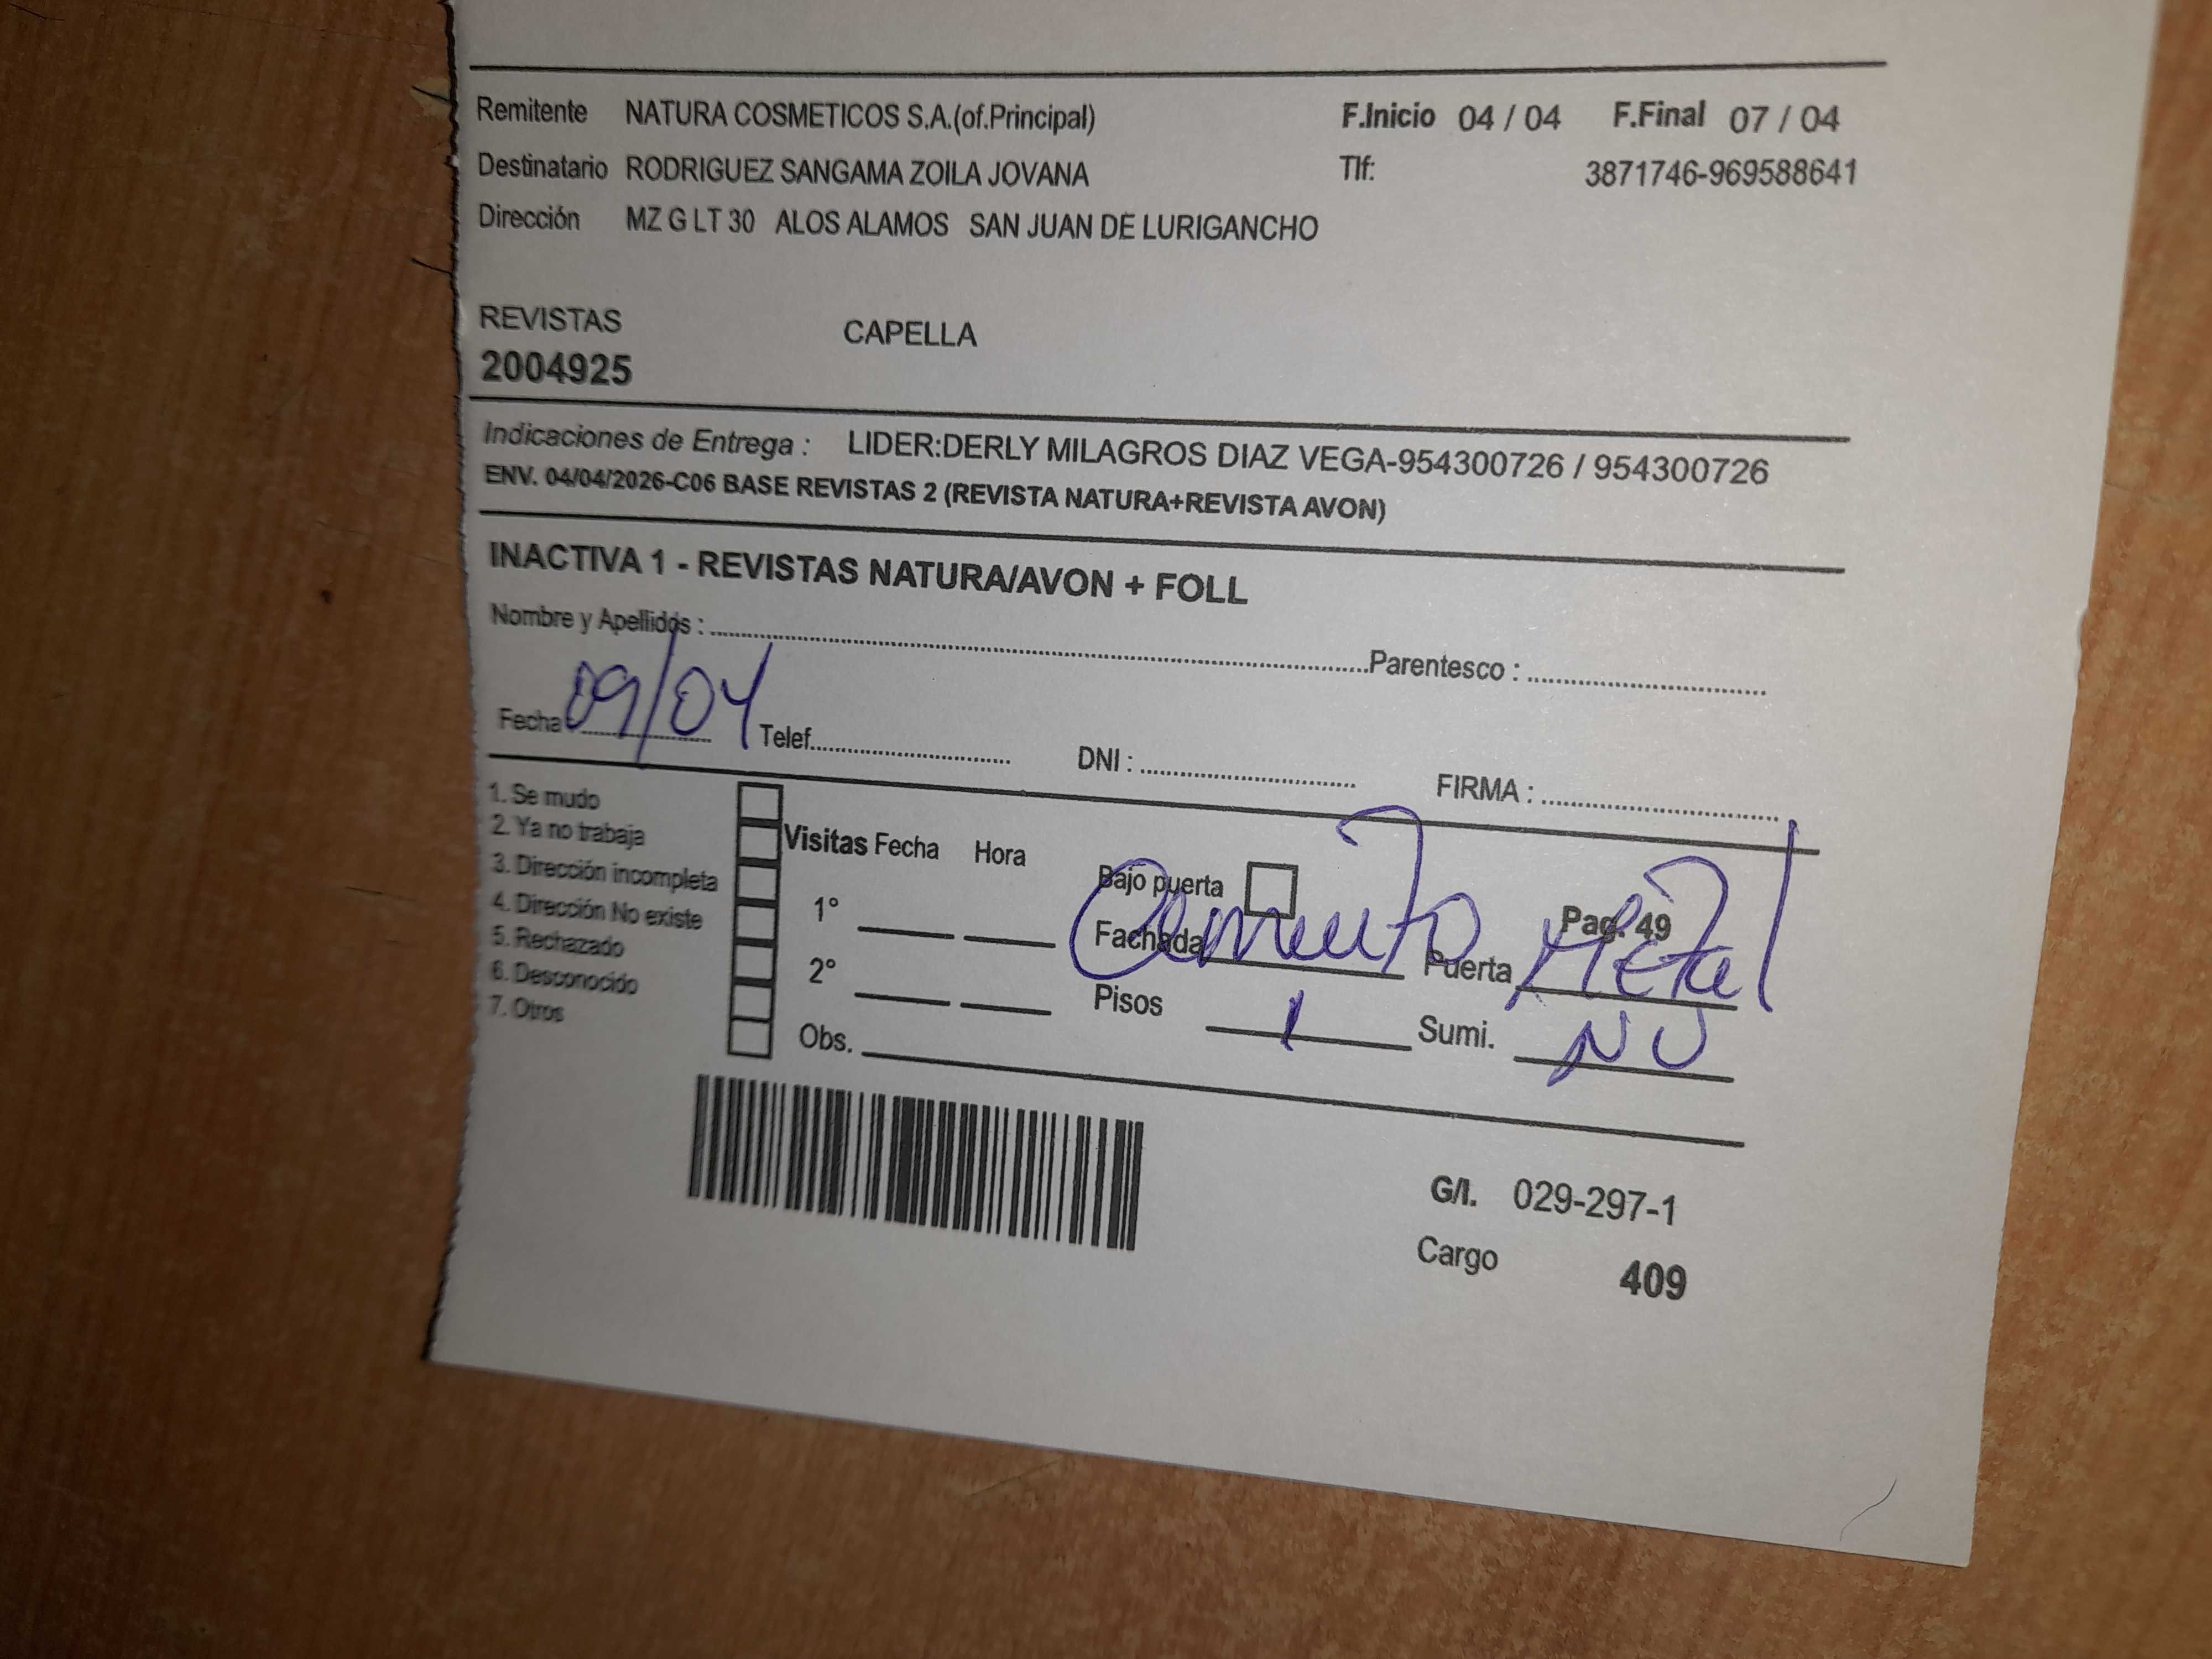 Remitente NATURA COSMETICOS S.A.(of.Principal) F.Inicio 04 / 04 F.Final 07 / 04
Destinatario RODRIGUEZ SANGAMA ZOILA JOVANA Tlf: 3871746-969588641
Dirección MZ G LT 30 ALOS ALAMOS SAN JUAN DE LURIGANCHO
REVISTAS CAPELLA
2004925
Indicaciones de Entrega : LIDER:DERLY MILAGROS DIAZ VEGA-954300726 / 954300726
ENV. 04/04/2026-C06 BASE REVISTAS 2 (REVISTA NATURA+REVISTA AVON)
INACTIVA 1 - REVISTAS NATURA/AVON + FOLL
Nombre y Apellidos : Parentesco :
Fecha 09/04 Telef. DNI : FIRMA :
1. Se mudo
2. Ya no trabaja
3. Dirección incompleta
4. Dirección No existe
5. Rechazado
6. Desconocido
7. Otros
Visitas Fecha Hora
1°
2°
Obs.
Bajo puerta Pag. 49
Fachada Cemento Puerta Metal
Pisos 1 Sumi. NU
G/I. 029-297-1
Cargo 409